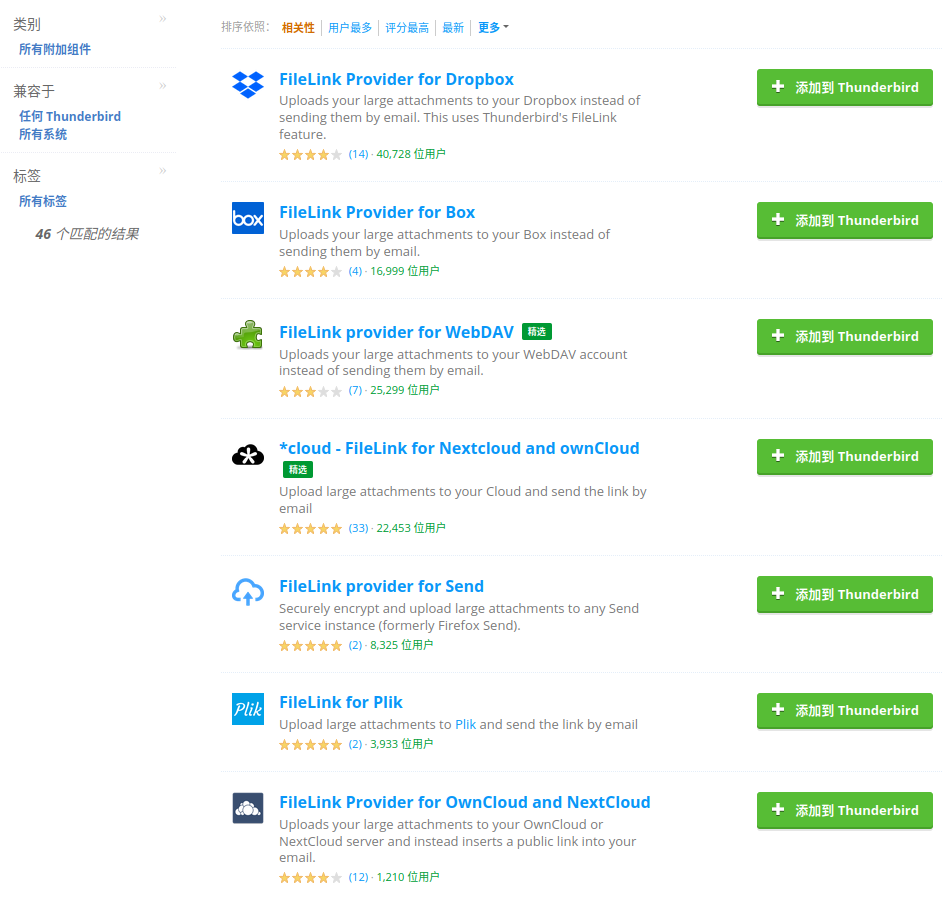 类别 »
所有附加组件
兼容于 »
任何 Thunderbird
所有系统
标签 »
所有标签
46 个匹配的结果
排序依照: 相关性 用户最多 评分最高 最新 更多
FileLink Provider for Dropbox
Uploads your large attachments to your Dropbox instead of
sending them by email. This uses Thunderbird's FileLink
feature.
(14) · 40,728 位用户
添加到 Thunderbird
box
FileLink Provider for Box
Uploads your large attachments to your Box instead of
sending them by email.
(4) · 16,999 位用户
添加到 Thunderbird
FileLink provider for WebDAV 精选
Uploads your large attachments to your WebDAV account
instead of sending them by email.
(7) · 25,299 位用户
添加到 Thunderbird
*cloud - FileLink for Nextcloud and ownCloud
精选
Upload large attachments to your Cloud and send the link by
email
(33) · 22,453 位用户
添加到 Thunderbird
FileLink provider for Send
Securely encrypt and upload large attachments to any Send
service instance (formerly Firefox Send).
(2) · 8,325 位用户
添加到 Thunderbird
Plik
FileLink for Plik
Upload large attachments to Plik and send the link by email
(2) · 3,933 位用户
添加到 Thunderbird
FileLink Provider for OwnCloud and NextCloud
Uploads your large attachments to your OwnCloud or
NextCloud server and instead inserts a public link into your
email.
(12) · 1,210 位用户
添加到 Thunderbird